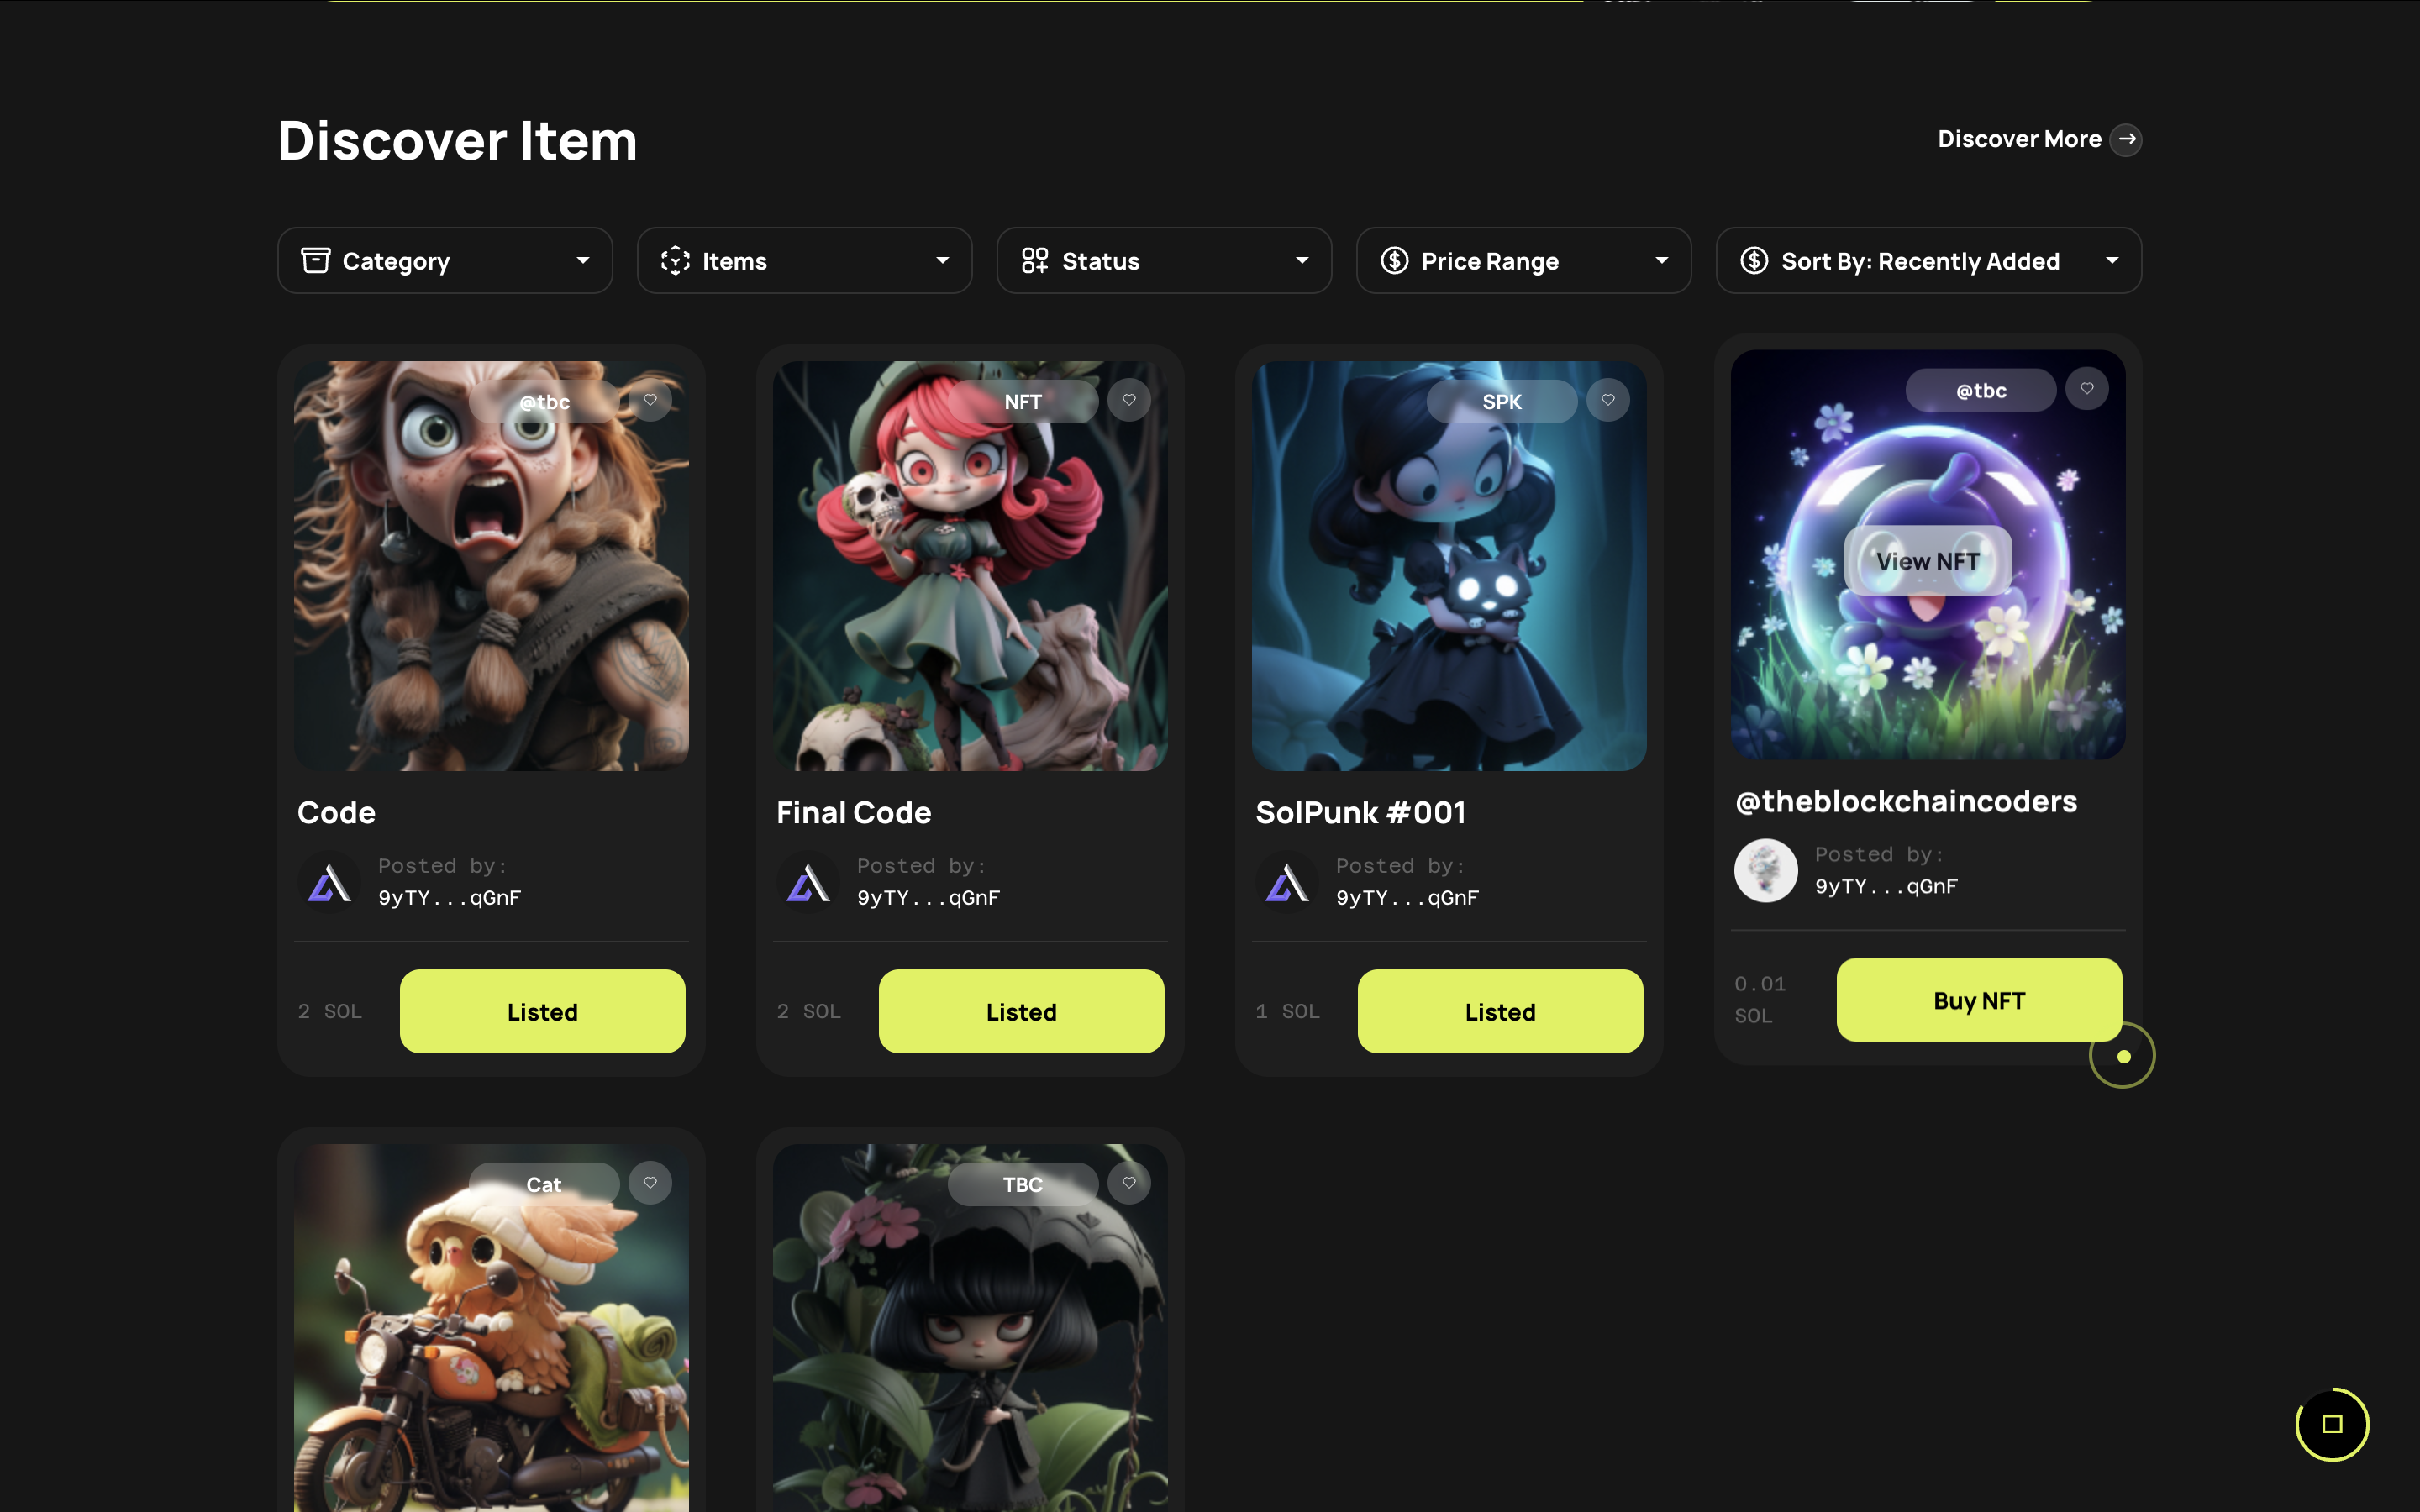 Discover Item
Discover More
Category
Items
Status
Price Range
Sort By: Recently Added
@tbc
NFT
SPK
@tbc
View NFT
Code
Final Code
SolPunk #001
@theblockchaincoders
Posted by:
9yTY...qGnF
Posted by:
9yTY...qGnF
Posted by:
9yTY...qGnF
Posted by:
9yTY...qGnF
2 SOL
Listed
2 SOL
Listed
1 SOL
Listed
0.01
SOL
Buy NFT
Cat
TBC